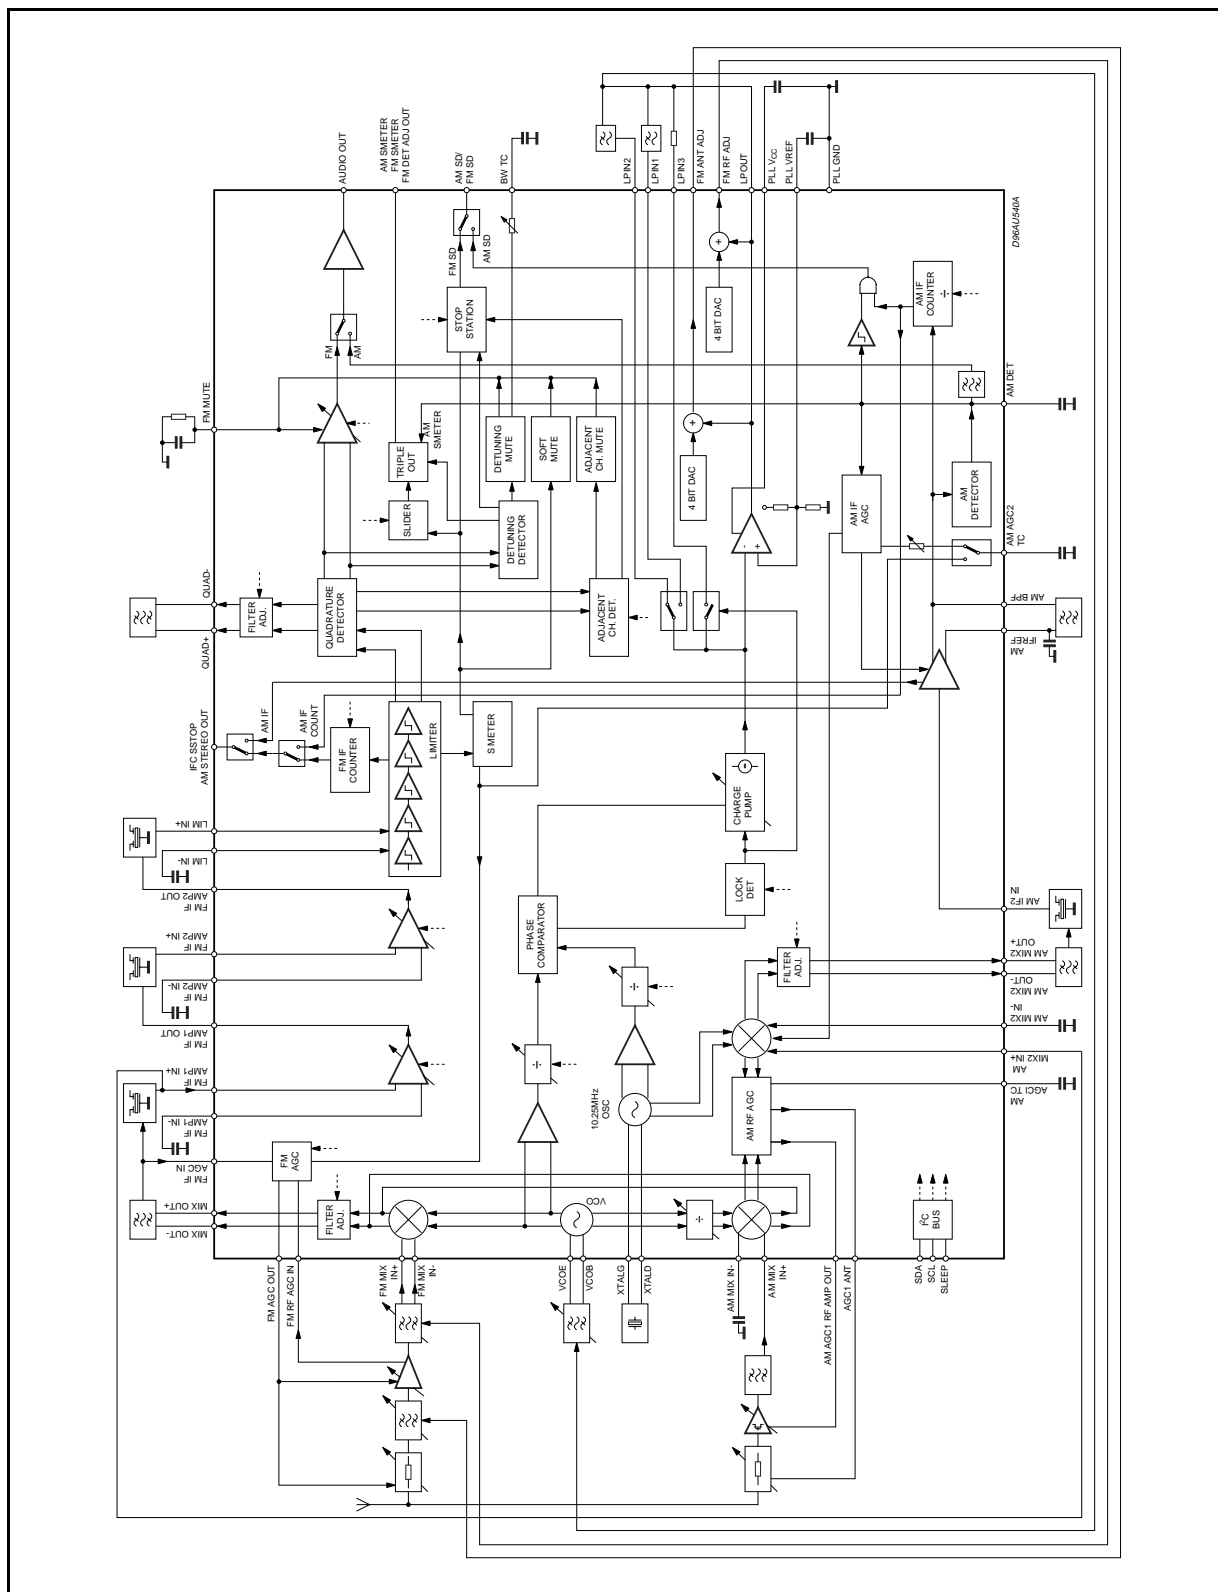 AUDIO OUT
AM SMETER
FM SMETER
FM DET ADJ OUT
AM SD/
FM SD
BW TC
LPIN2
LPIN1
LPIN3
FM ANT ADJ
FM RF ADJ
LPOUT
PLL VCC
PLL VREF
PLL GND
D96AU540A
FM SD
AM SD
STOP
STATION
4 BIT DAC
AM IF
COUNTER
FM
AM
FM MUTE
AM
SMETER
TRIPLE
OUT
SLIDER
DETUNING
MUTE
SOFT
MUTE
ADJACENT
CH. MUTE
4 BIT DAC
AM DET
AM IF
AGC
AM
DETECTOR
AM AGC2
TC
DETUNING
DETECTOR
QUAD-
QUAD+
FILTER
ADJ.
QUADRATURE
DETECTOR
ADJACENT
CH. DET.
-
+
AM BPF
AM
IFREF
IFC SSTOP
AM STEREO OUT
AM IF
AM IF
COUNT
FM IF
COUNTER
LIMITER
S METER
LIM IN+
LIM IN-
CHARGE
PUMP
LOCK
DET
PHASE
COMPARATOR
FM IF
AMP2 OUT
FM IF
AMP2 IN+
FM IF
AMP2 IN-
FM IF
AMP1 OUT
FM IF
AMP1 IN+
FM IF
AMP1 IN-
FM IF
AGC IN
AM IF2
IN
AM MIX2
OUT+
AM MIX2
OUT-
AM MIX2
IN-
AM
MIX2 IN+
AM
AGCI TC
FILTER
ADJ.
10.25MHz
OSC
AM RF AGC
FM
AGC
MIX OUT+
MIX OUT-
FILTER
ADJ.
VCO
I2C
BUS
FM AGC OUT
FM RF AGC IN
FM MIX
IN+
FM MIX
IN-
VCOE
VCOB
XTALG
XTALD
AM MIX IN-
AM MIX
IN+
AM AGC1 RF AMP OUT
AGC1 ANT
SDA
SCL
SLEEP